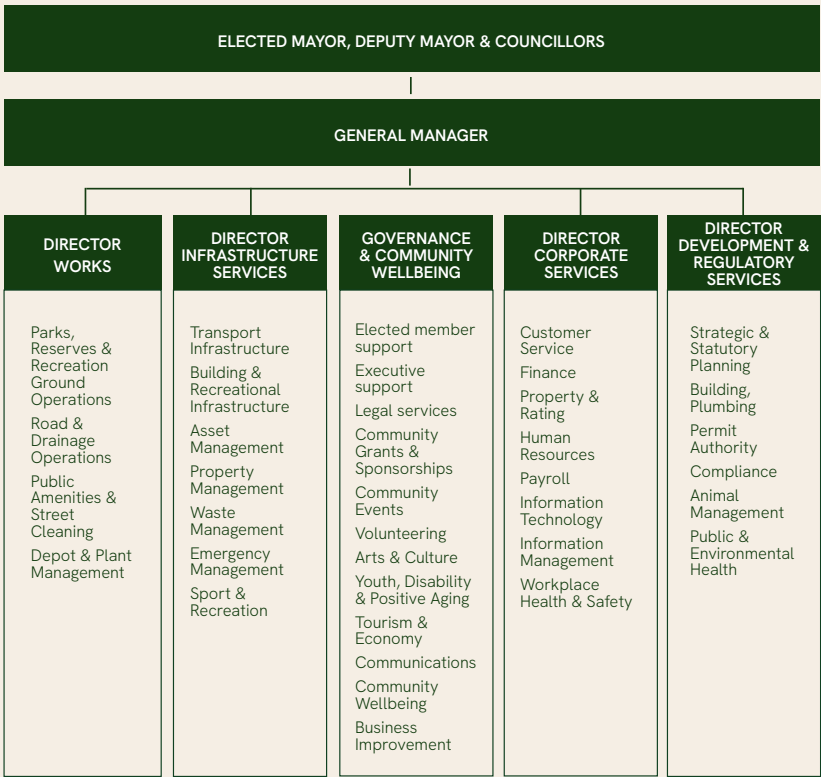 ELECTED MAYOR, DEPUTY MAYOR & COUNCILLORS
GENERAL MANAGER
DIRECTOR
WORKS
Parks,
Reserves &
Recreation
Ground
Operations
Road &
Drainage
Operations
Public
Amenities &
Street
Cleaning
Depot & Plant
Management
DIRECTOR
INFRASTRUCTURE
SERVICES
Transport
Infrastructure
Building &
Recreational
Infrastructure
Asset
Management
Property
Management
Waste
Management
Emergency
Management
Sport &
Recreation
GOVERNANCE
& COMMUNITY
WELLBEING
Elected member
support
Executive
support
Legal services
Community
Grants &
Sponsorships
Community
Events
Volunteering
Arts & Culture
Youth, Disability
& Positive Aging
Tourism &
Economy
Communications
Community
Wellbeing
Business
Improvement
DIRECTOR
CORPORATE
SERVICES
Customer
Service
Finance
Property &
Rating
Human
Resources
Payroll
Information
Technology
Information
Management
Workplace
Health & Safety
DIRECTOR
DEVELOPMENT &
REGULATORY
SERVICES
Strategic &
Statutory
Planning
Building,
Plumbing
Permit
Authority
Compliance
Animal
Management
Public &
Environmental
Health